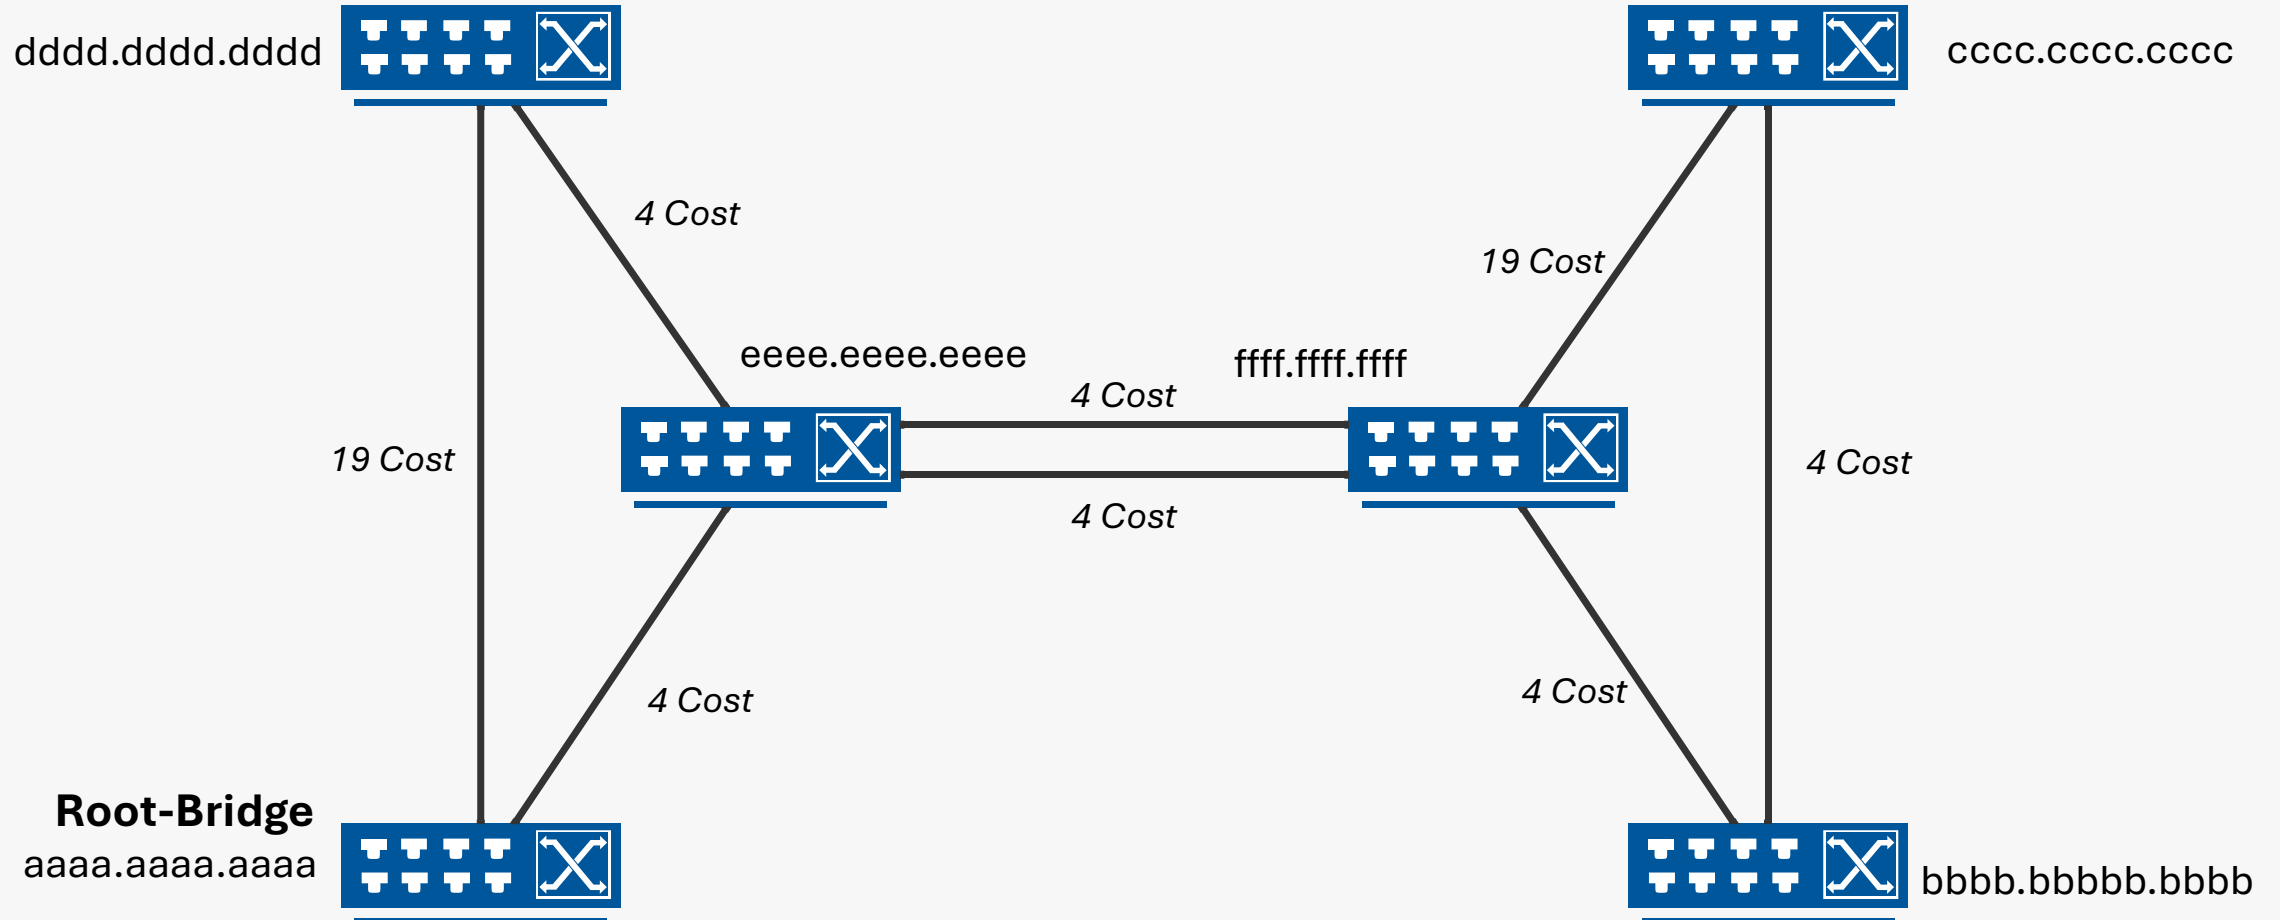 dddd.dddd.dddd
cccc.cccc.cccc
4 Cost
19 Cost
eeee.eeee.eeee
ffff.ffff.ffff
4 Cost
19 Cost
4 Cost
4 Cost
4 Cost
4 Cost
Root-Bridge
aaaa.aaaa.aaaa
bbbb.bbbbb.bbbb